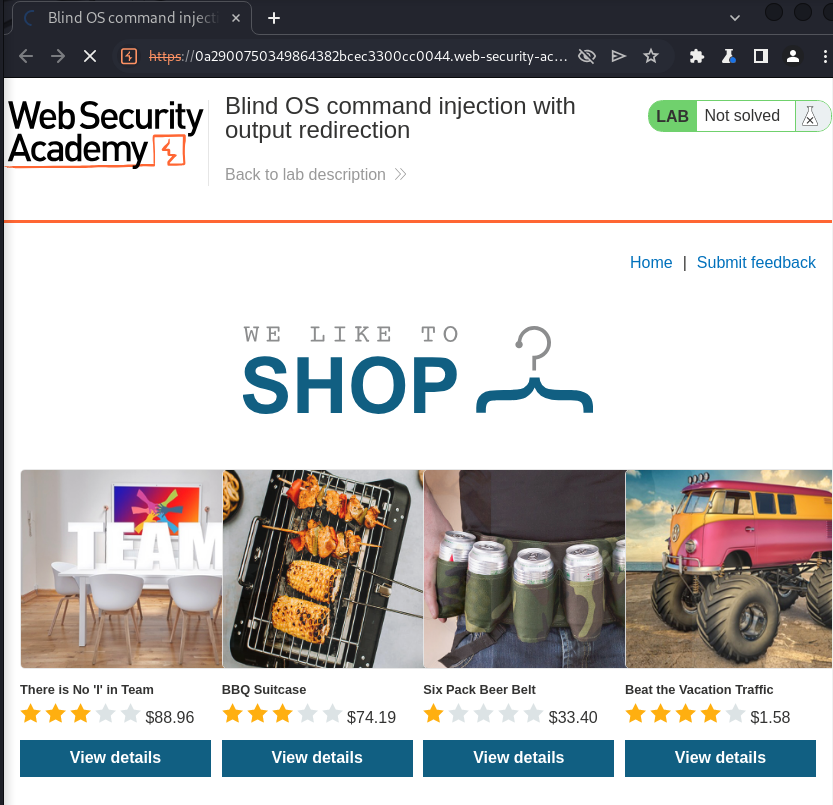 Blind OS command inject
https://0a2900750349864382bcec3300cc0044.web-security-ac...
Web Security
Academy
Blind OS command injection with
output redirection
Back to lab description
LAB
Not solved
Home | Submit feedback
WE LIKE TO
SHOP
TEAM
There is No 'I' in Team
$88.96
View details
BBQ Suitcase
$74.19
View details
Six Pack Beer Belt
$33.40
View details
Beat the Vacation Traffic
$1.58
View details